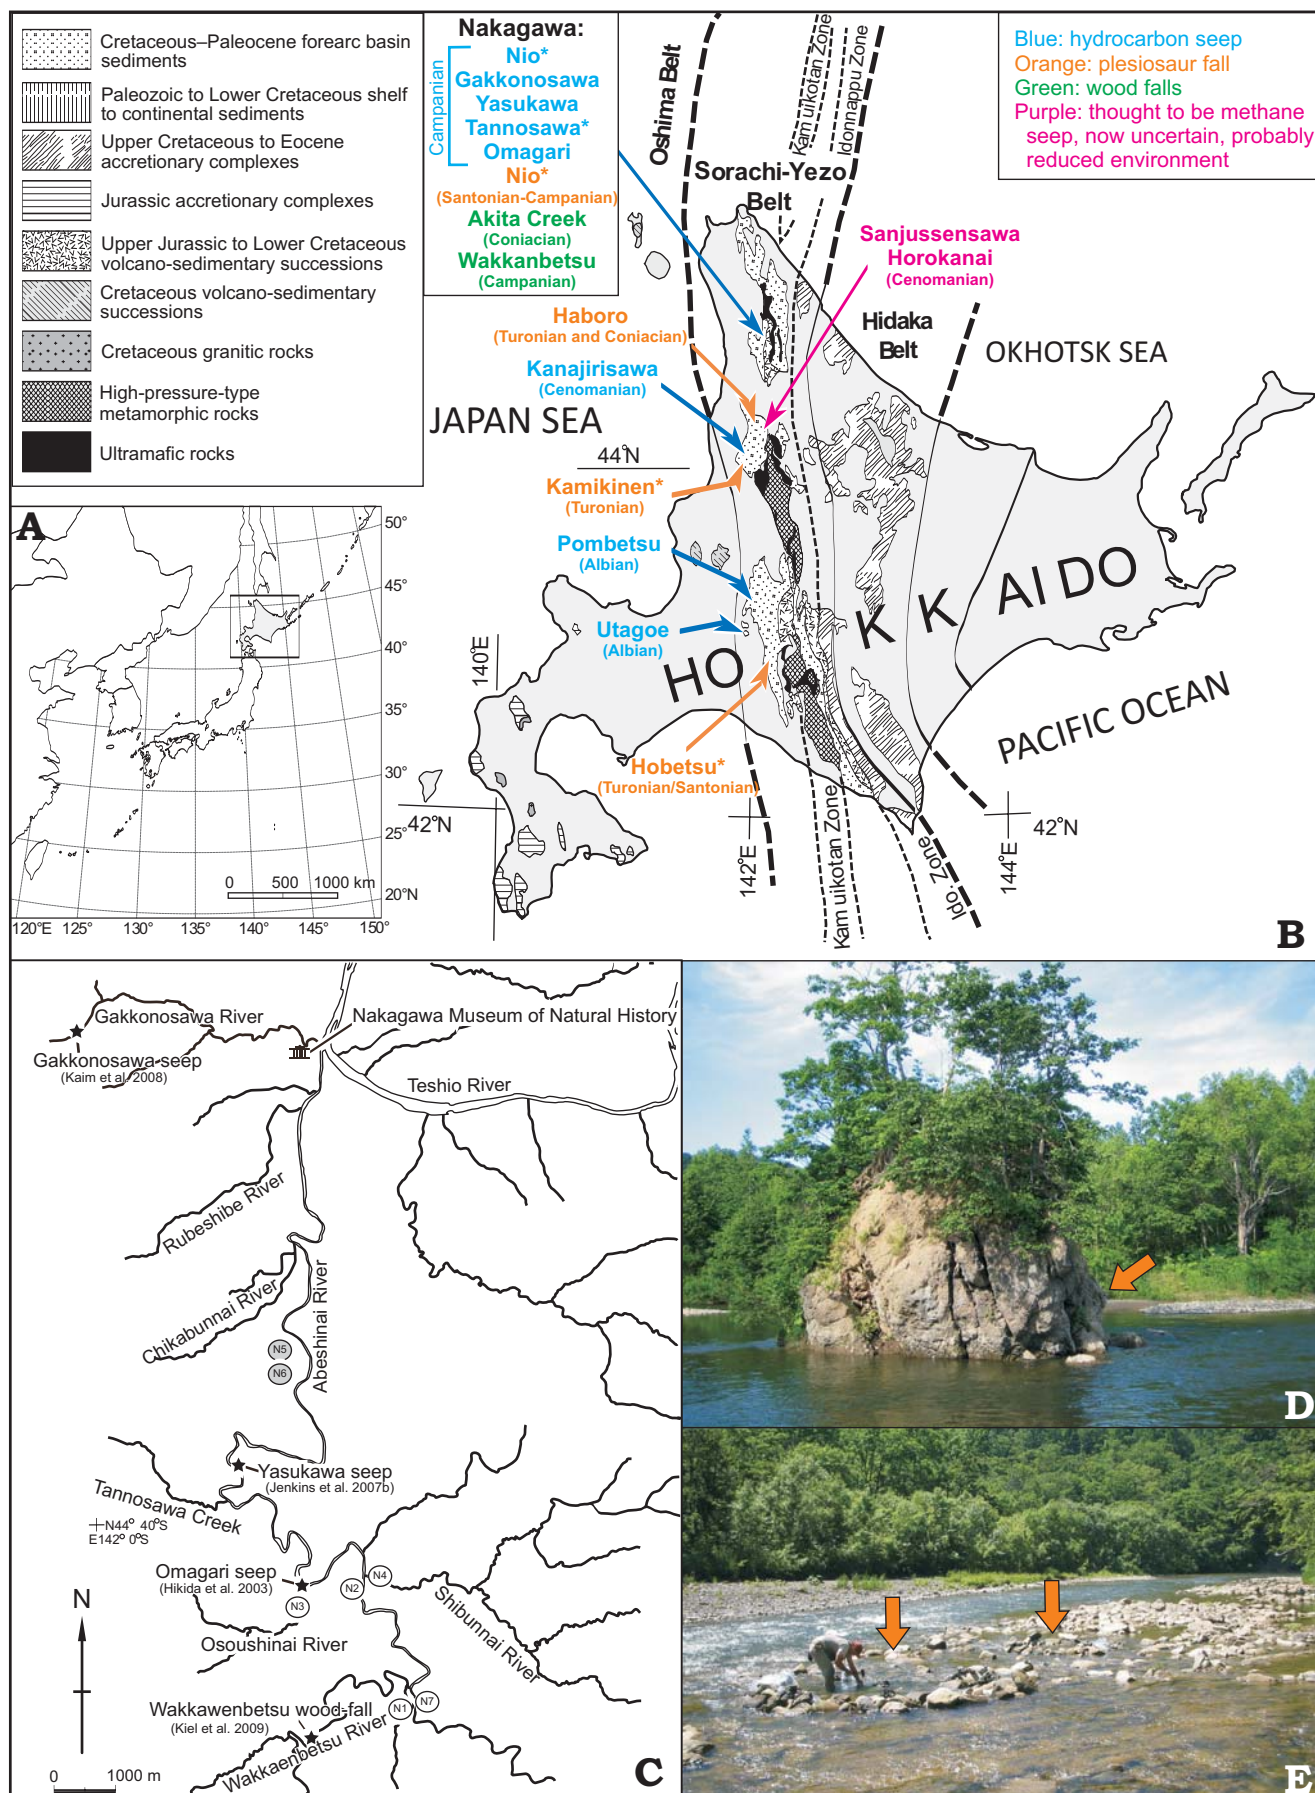 Cretaceous–Paleocene forearc basin
sediments
Paleozoic to Lower Cretaceous shelf
to continental sediments
Upper Cretaceous to Eocene
accretionary complexes
Jurassic accretionary complexes
Upper Jurassic to Lower Cretaceous
volcano-sedimentary successions
Cretaceous volcano-sedimentary
successions
Cretaceous granitic rocks
High-pressure-type
metamorphic rocks
Ultramafic rocks
Nakagawa:
Campanian
Nio*
Gakkonosawa
Yasukawa
Tannosawa*
Omagari
Nio*
(Santonian-Campanian)
Akita Creek
(Coniacian)
Wakkanbetsu
(Campanian)
Blue: hydrocarbon seep
Orange: plesiosaur fall
Green: wood falls
Purple: thought to be methane
seep, now uncertain, probably
reduced environment
Oshima Belt
Kam uikotan Zone
Idonnappu Zone
Sorachi-Yezo
Belt
Sanjussensawa
Horokanai
(Cenomanian)
Haboro
(Turonian and Coniacian)
Hidaka
Belt
OKHOTSK SEA
Kanajirisawa
(Cenomanian)
JAPAN SEA
44°N
Kamikinen*
(Turonian)
Pombetsu
(Albian)
Utagoe
(Albian)
HO K K AI DO
140°E
PACIFIC OCEAN
Hobetsu*
(Turonian/Santonian)
42°N
142°E
Kam uikotan Zone
Ido. Zone
144°E
42°N
B
A
50°
45°
40°
35°
30°
25°
20°N
0 500 1000 km
120°E 125° 130° 135° 140° 145° 150°
Gakkonosawa River
Nakagawa Museum of Natural History
Gakkonosawa seep
(Kaim et al. 2008)
Teshio River
Rubeshibe River
Chikabunnai River
Abeshinai River
N5
N6
Yasukawa seep
(Jenkins et al. 2007b)
Tannosawa Creek
N44° 40°S
E142° 0°S
Omagari seep
(Hikida et al. 2003)
N4
N2
N3
N
Shibunnai River
Osoushinai River
Wakkawenbetsu wood-fall
(Kiel et al. 2009)
N1
N7
Wakkaenbetsu River
0 1000 m
C
D
E